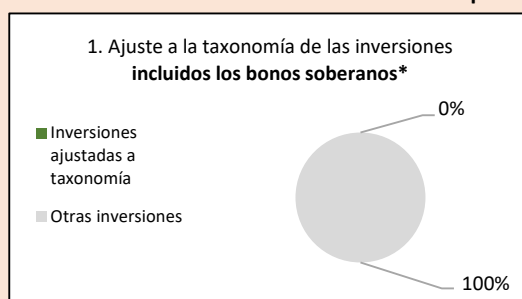 1. Ajuste a la taxonomía de las inversiones
incluidos los bonos soberanos*
0%
Inversiones
ajustadas a
taxonomía
Otras inversiones
100%